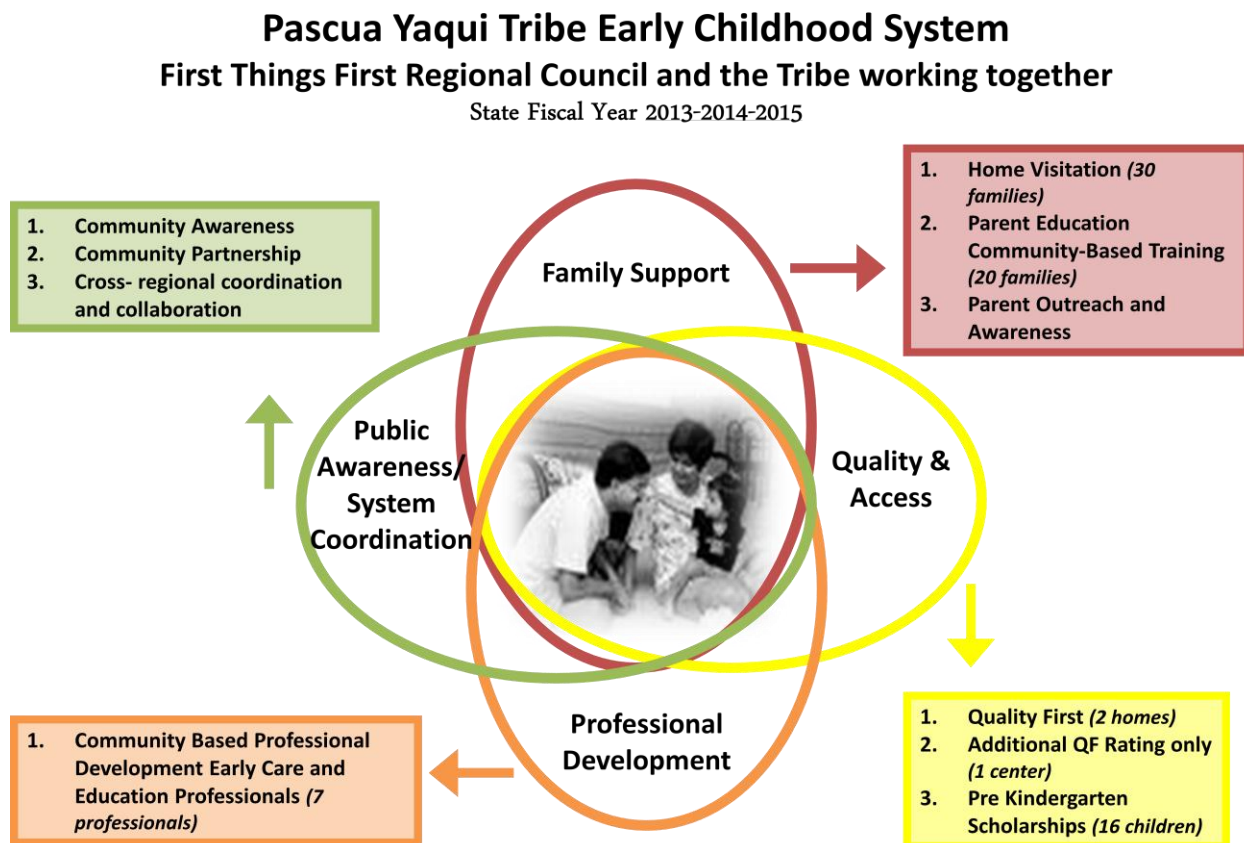 Pascua Yaqui Tribe Early Childhood System
First Things First Regional Council and the Tribe working together
State Fiscal Year 2013-2014-2015
1. Community Awareness
2. Community Partnership
3. Cross- regional coordination
and collaboration
Family Support
1. Home Visitation (30
families)
2. Parent Education
Community-Based Training
(20 families)
3. Parent Outreach and
Awareness
Public
Awareness/
System
Coordination
Quality &
Access
Professional
Development
1. Community Based Professional
Development Early Care and
Education Professionals (7
professionals)
1. Quality First (2 homes)
2. Additional QF Rating only
(1 center)
3. Pre Kindergarten
Scholarships (16 children)